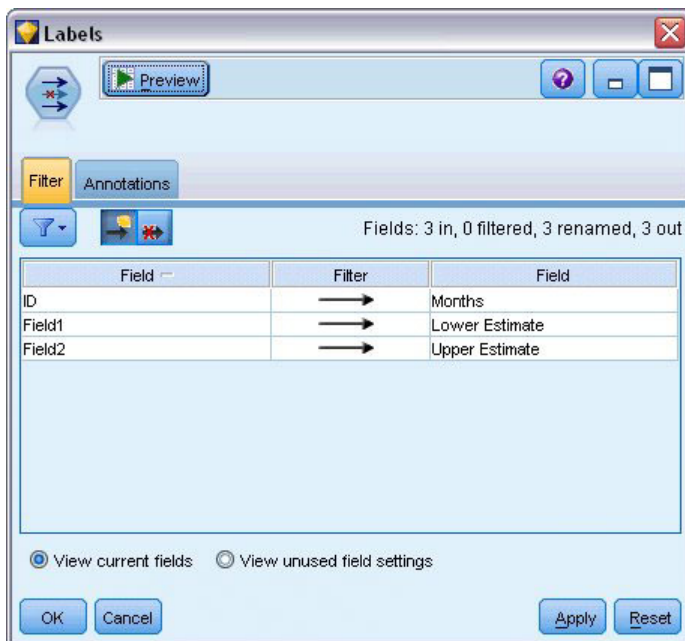 Labels
Preview
Filter Annotations
Fields: 3 in, 0 filtered, 3 renamed, 3 out
Field Filter Field
ID Months
Field1 Lower Estimate
Field2 Upper Estimate
View current fields View unused field settings
OK Cancel Apply Reset